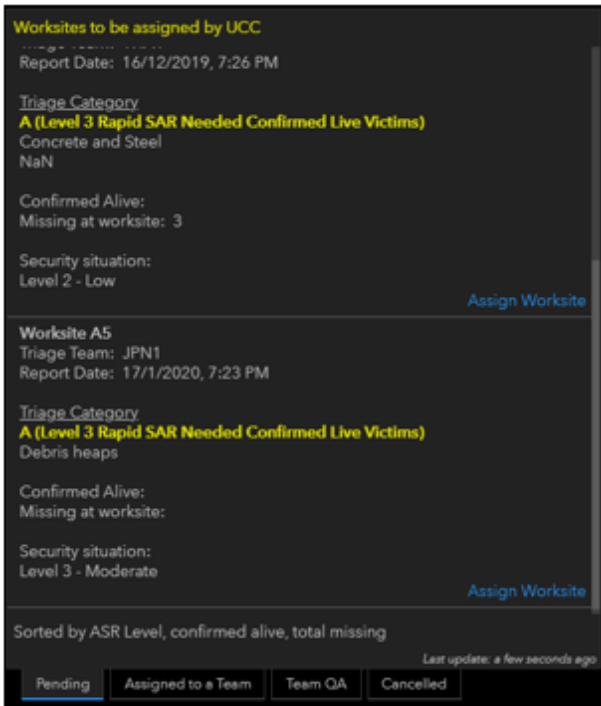 Worksites to be assigned by UCC
Report Date: 16/12/2019, 7:26 PM
Triage Category
A (Level 3 Rapid SAR Needed Confirmed Live Victims)
Concrete and Steel
NaN
Confirmed Alive:
Missing at worksite: 3
Security situation:
Level 2 - Low
Assign Worksite
Worksite A5
Triage Team: JPN1
Report Date: 17/1/2020, 7:23 PM
Triage Category
A (Level 3 Rapid SAR Needed Confirmed Live Victims)
Debris heaps
Confirmed Alive:
Missing at worksite:
Security situation:
Level 3 - Moderate
Assign Worksite
Sorted by ASR Level, confirmed alive, total missing
Last update: a few seconds ago
Pending Assigned to a Team Team QA Cancelled